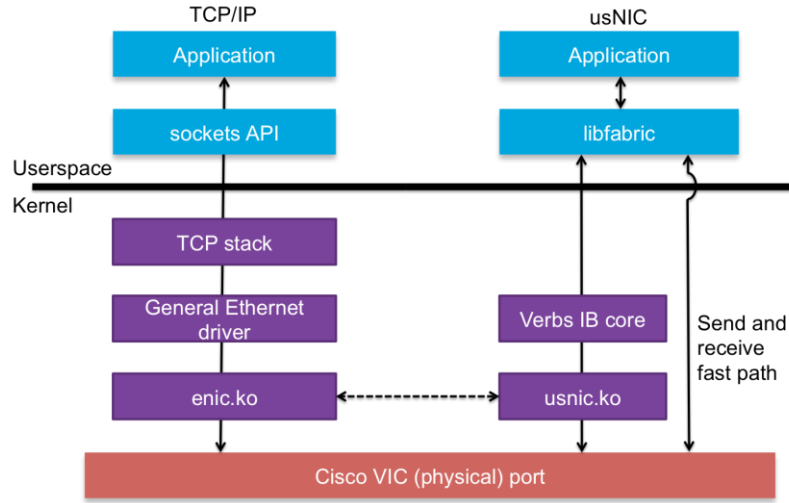 TCP/IP
usNIC
Application
Application
sockets API
libfabric
Userspace
Kernel
TCP stack
General Ethernet
driver
Verbs IB core
Send and
receive
fast path
enic.ko
usnic.ko
Cisco VIC (physical) port